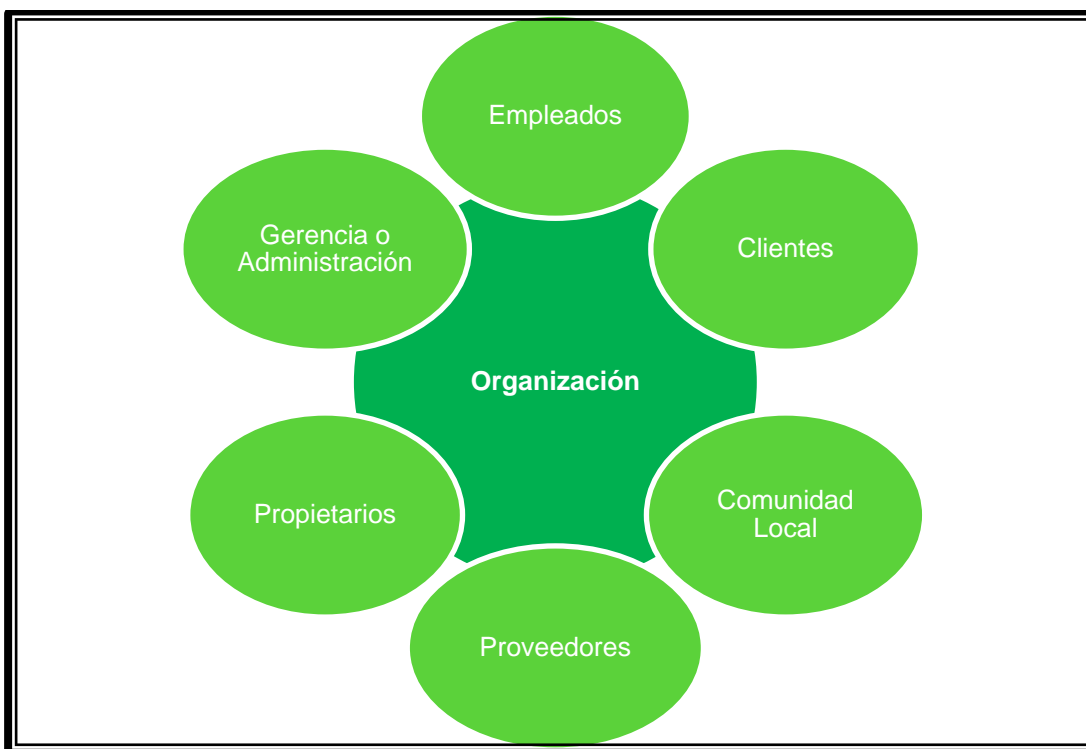 Empleados
Gerencia o
Administración
Clientes
Organización
Propietarios
Comunidad
Local
Proveedores